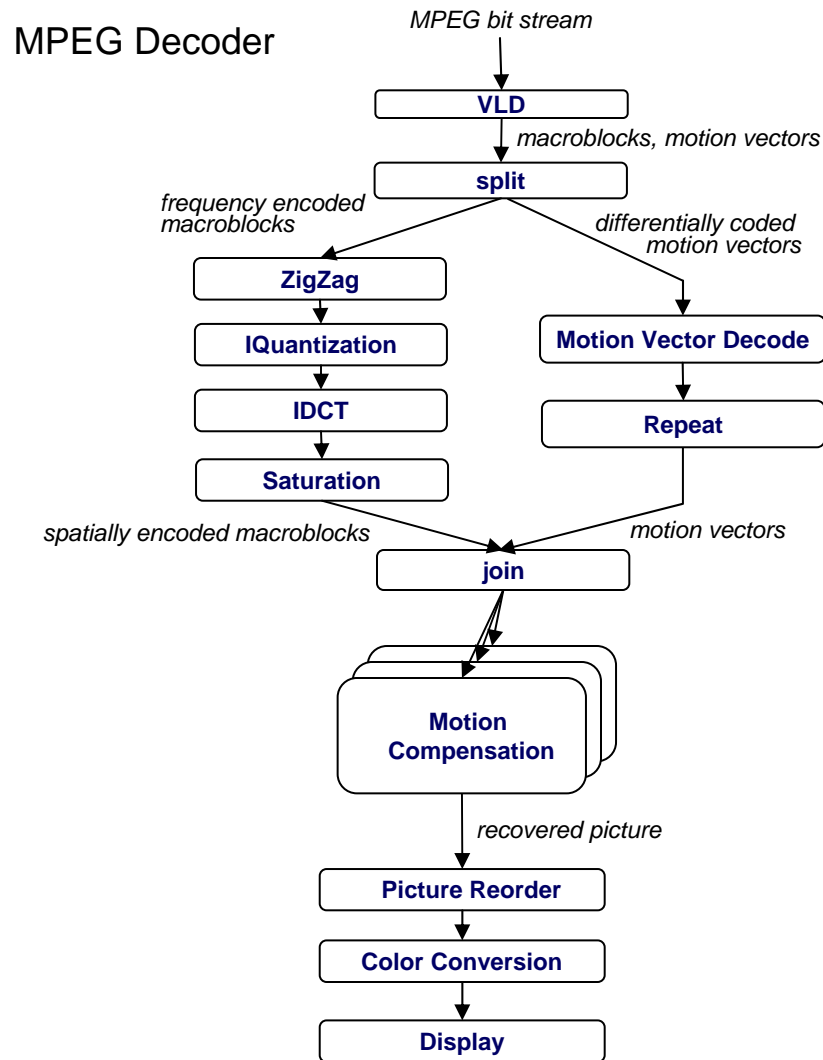 MPEG Decoder
MPEG bit stream
VLD
macroblocks, motion vectors
split
frequency encoded
macroblocks
differentially coded
motion vectors
ZigZag
IQuantization
Motion Vector Decode
IDCT
Repeat
Saturation
spatially encoded macroblocks
motion vectors
join
Motion
Compensation
recovered picture
Picture Reorder
Color Conversion
Display